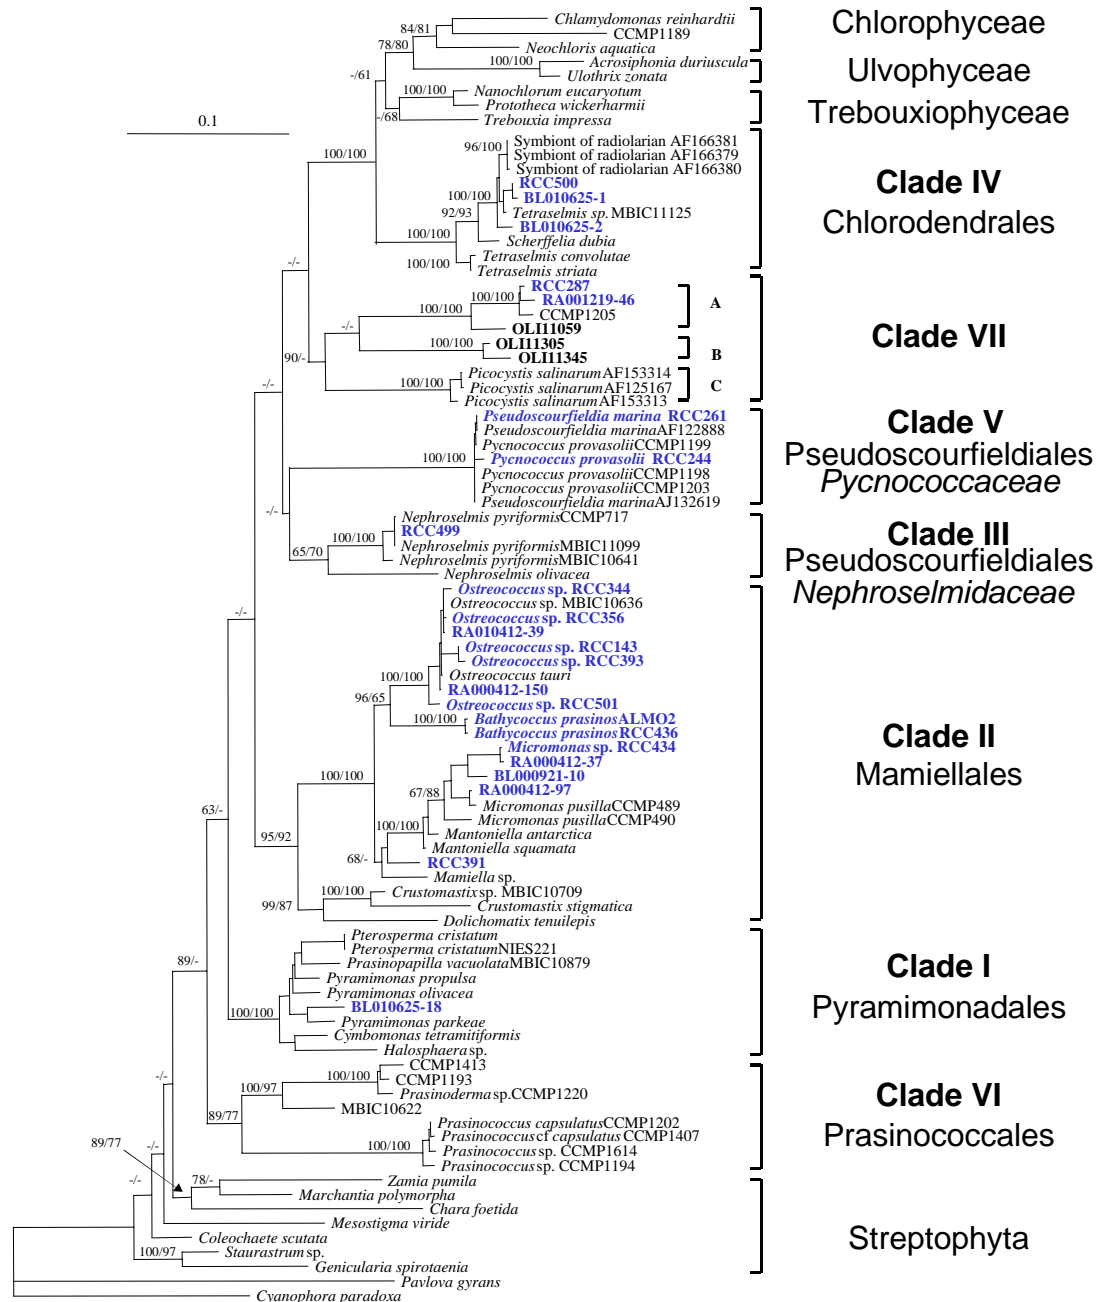 Chlamydomonas reinhardtii
84/81
CCMP1189
Chlorophyceae
78/80
Neochloris aquatica
100/100
Acrosiphonia duriuscula
Ulothrix zonata
Ulvophyceae
-/61
100/100
Nanochlorum eucaryotum
Prototheca wickerharmii
-/68
Trebouxia impressa
Trebouxiophyceae
0.1
Symbiont of radiolarian AF166381
96/100
Symbiont of radiolarian AF166379
100/100
Symbiont of radiolarian AF166380
RCC500
Clade IV
100/100
BL010625-1
92/93
Tetraselmis sp. MBIC11125
Chlorodendrales
BL010625-2
100/100
Scherffelia dubia
Tetraselmis convolutae
100/100
Tetraselmis striata
-/-
RCC287
100/100
RA001219-46
A
100/100
CCMP1205
OLI11059
-/-
Clade VII
100/100
OLI11305
B
OLI11345
90/-
Picocystis salinarum AF153314
100/100
Picocystis salinarum AF125167
C
-/-
Picocystis salinarum AF153313
Pseudoscourfieldia marina RCC261
Clade V
Pseudoscourfieldia marina AF122888
Pycnococcus provasolii CCMP1199
Pseudoscourfieldiales
100/100
Pycnococcus provasolii RCC244
Pycnococcus provasolii CCMP1198
Pycnococcaceae
Pycnococcus provasolii CCMP1203
Pseudoscourfieldia marina AJ132619
-/-
Nephroselmis pyriformis CCMP717
RCC499
Clade III
100/100
Nephroselmis pyriformis MBIC11099
65/70
Nephroselmis pyriformis MBIC10641
Pseudoscourfieldiales
Nephroselmis olivacea
Nephroselmidaceae
Ostreococcus sp. RCC344
Ostreococcus sp. MBIC10636
-/-
Ostreococcus sp. RCC356
RA010412-39
Ostreococcus sp. RCC143
Ostreococcus sp. RCC393
Ostreococcus tauri
100/100
RA000412-150
96/65
Ostreococcus sp. RCC501
100/100
Bathycoccus prasinos ALMO2
Bathycoccus prasinos RCC436
Clade II
Micromonas sp. RCC434
RA000412-37
Mamiellales
100/100
BL000921-10
67/88
RA000412-97
Micromonas pusilla CCMP489
63/-
100/100
Micromonas pusilla CCMP490
95/92
Mantoniella antarctica
Mantoniella squamata
68/-
RCC391
Mamiella sp.
100/100
Crustomastix sp. MBIC10709
99/87
Crustomastix stigmatica
Dolichomatix tenuilepis
Pterosperma cristatum
Pterosperma cristatum NIES221
89/-
Prasinopapilla vacuolata MBIC10879
Clade I
Pyramimonas propulsa
Pyramimonas olivacea
100/100
BL010625-18
Pyramimonadales
Pyramimonas parkeae
Cymbomonas tetramitiformis
Halosphaera sp.
CCMP1413
-/-
100/100
CCMP1193
100/97
Prasinoderma sp. CCMP1220
Clade VI
89/77
MBIC10622
Prasinococcus capsulatus CCMP1202
Prasinococcales
89/77
-/-
Prasinococcus cf capsulatus CCMP1407
100/100
Prasinococcus sp. CCMP1614
Prasinococcus sp. CCMP1194
-/-
78/-
Zamia pumila
Marchantia polymorpha
Chara foetida
Mesostigma viride
Streptophyta
Coleochaete scutata
100/97
Staurastrum sp.
Genicularia spirotaenia
Pavlova gyrans
Cyanophora paradoxa